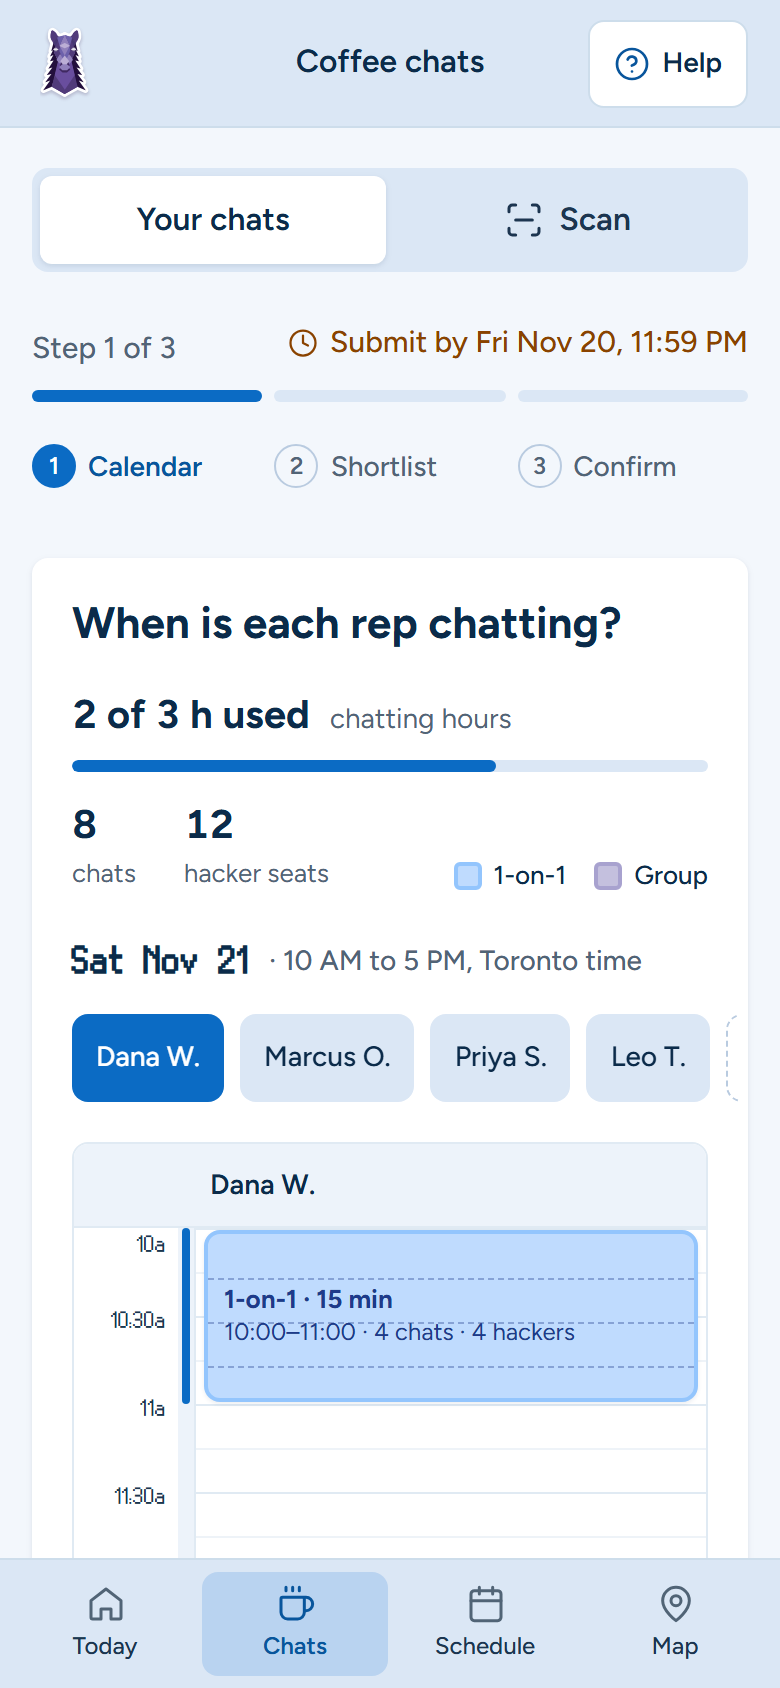 Coffee chats
Help
Your chats
Scan
Step 1 of 3
Submit by Fri Nov 20, 11:59 PM
1 Calendar
2 Shortlist
3 Confirm
When is each rep chatting?
2 of 3 h used chatting hours
8 chats
12 hacker seats
1-on-1
Group
Sat Nov 21 · 10 AM to 5 PM, Toronto time
Dana W.
Marcus O.
Priya S.
Leo T.
Dana W.
10a
1-on-1 · 15 min
10:00–11:00 · 4 chats · 4 hackers
10:30a
11a
11:30a
Today
Chats
Schedule
Map